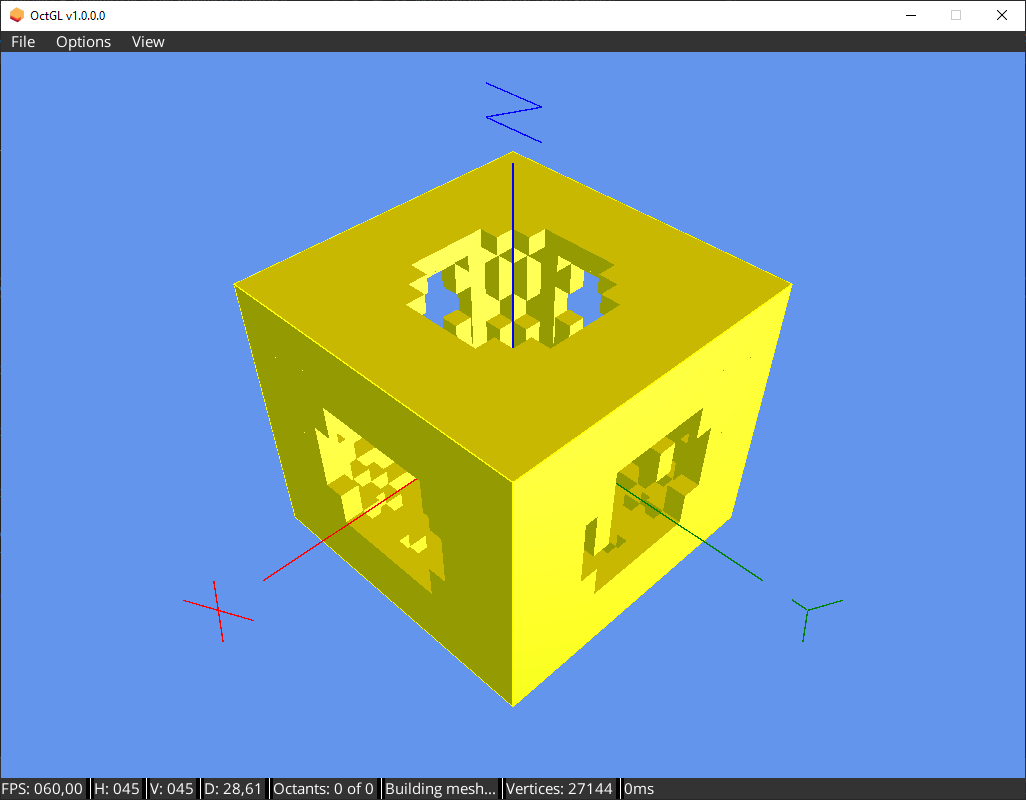 OctGL v1.0.0.0
File Options View
Z
X
Y
FPS: 060,00 H: 045 V: 045 D: 28,61 Octants: 0 of 0 Building mesh... Vertices: 27144 0ms